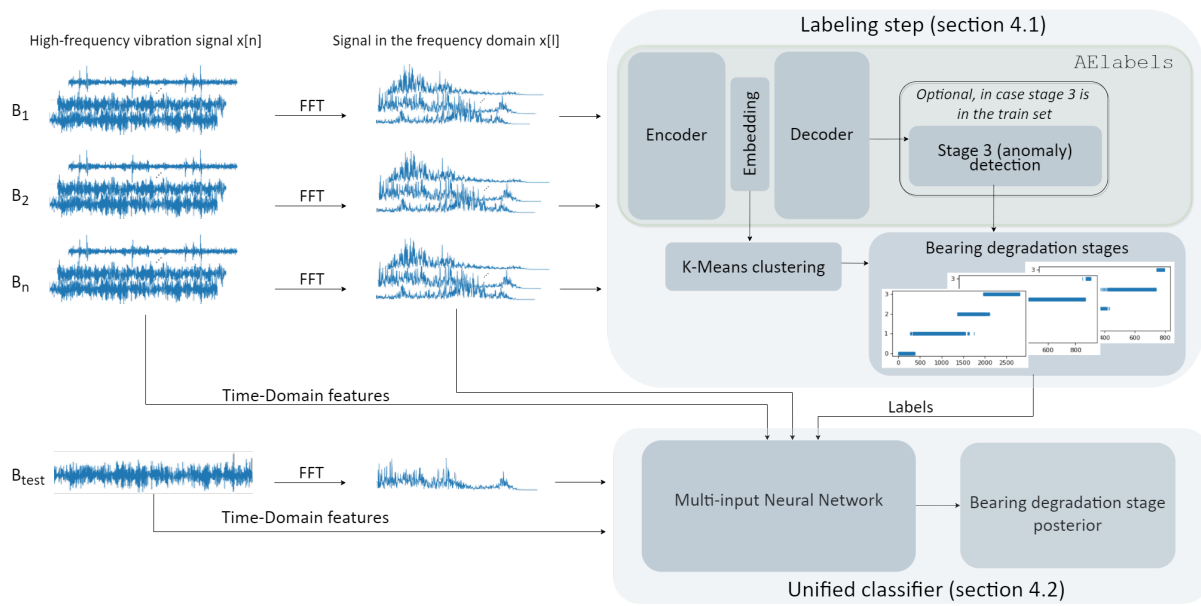 Labeling step (section 4.1)
High-frequency vibration signal x[n]
Signal in the frequency domain x[l]
AElabels
Optional, in case stage 3 is
in the train set
B1
FFT
Encoder
Embedding
Decoder
Stage 3 (anomaly)
detection
B2
FFT
Bn
FFT
K-Means clustering
Bearing degradation stages
3
2
1
0
0 500 1000 1500 2000 2500
3
600 800
3
400 600 800
Time-Domain features
Labels
Btest
FFT
Time-Domain features
Multi-input Neural Network
Bearing degradation stage
posterior
Unified classifier (section 4.2)